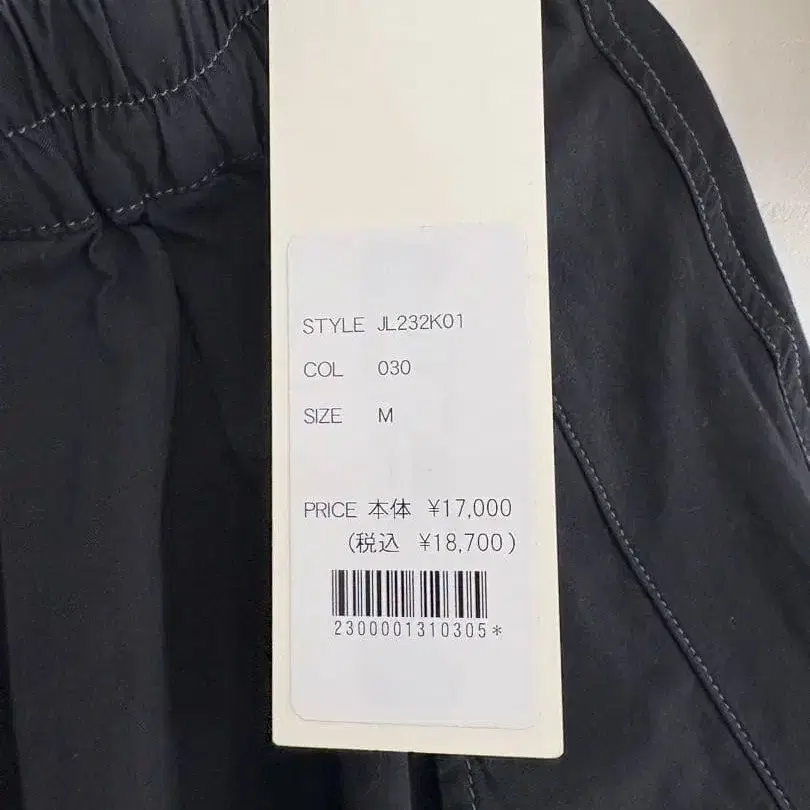 STYLE JL232K01
COL 030
SIZE M
PRICE 本体 ¥17,000
(税込 ¥18,700)
2300001310305*